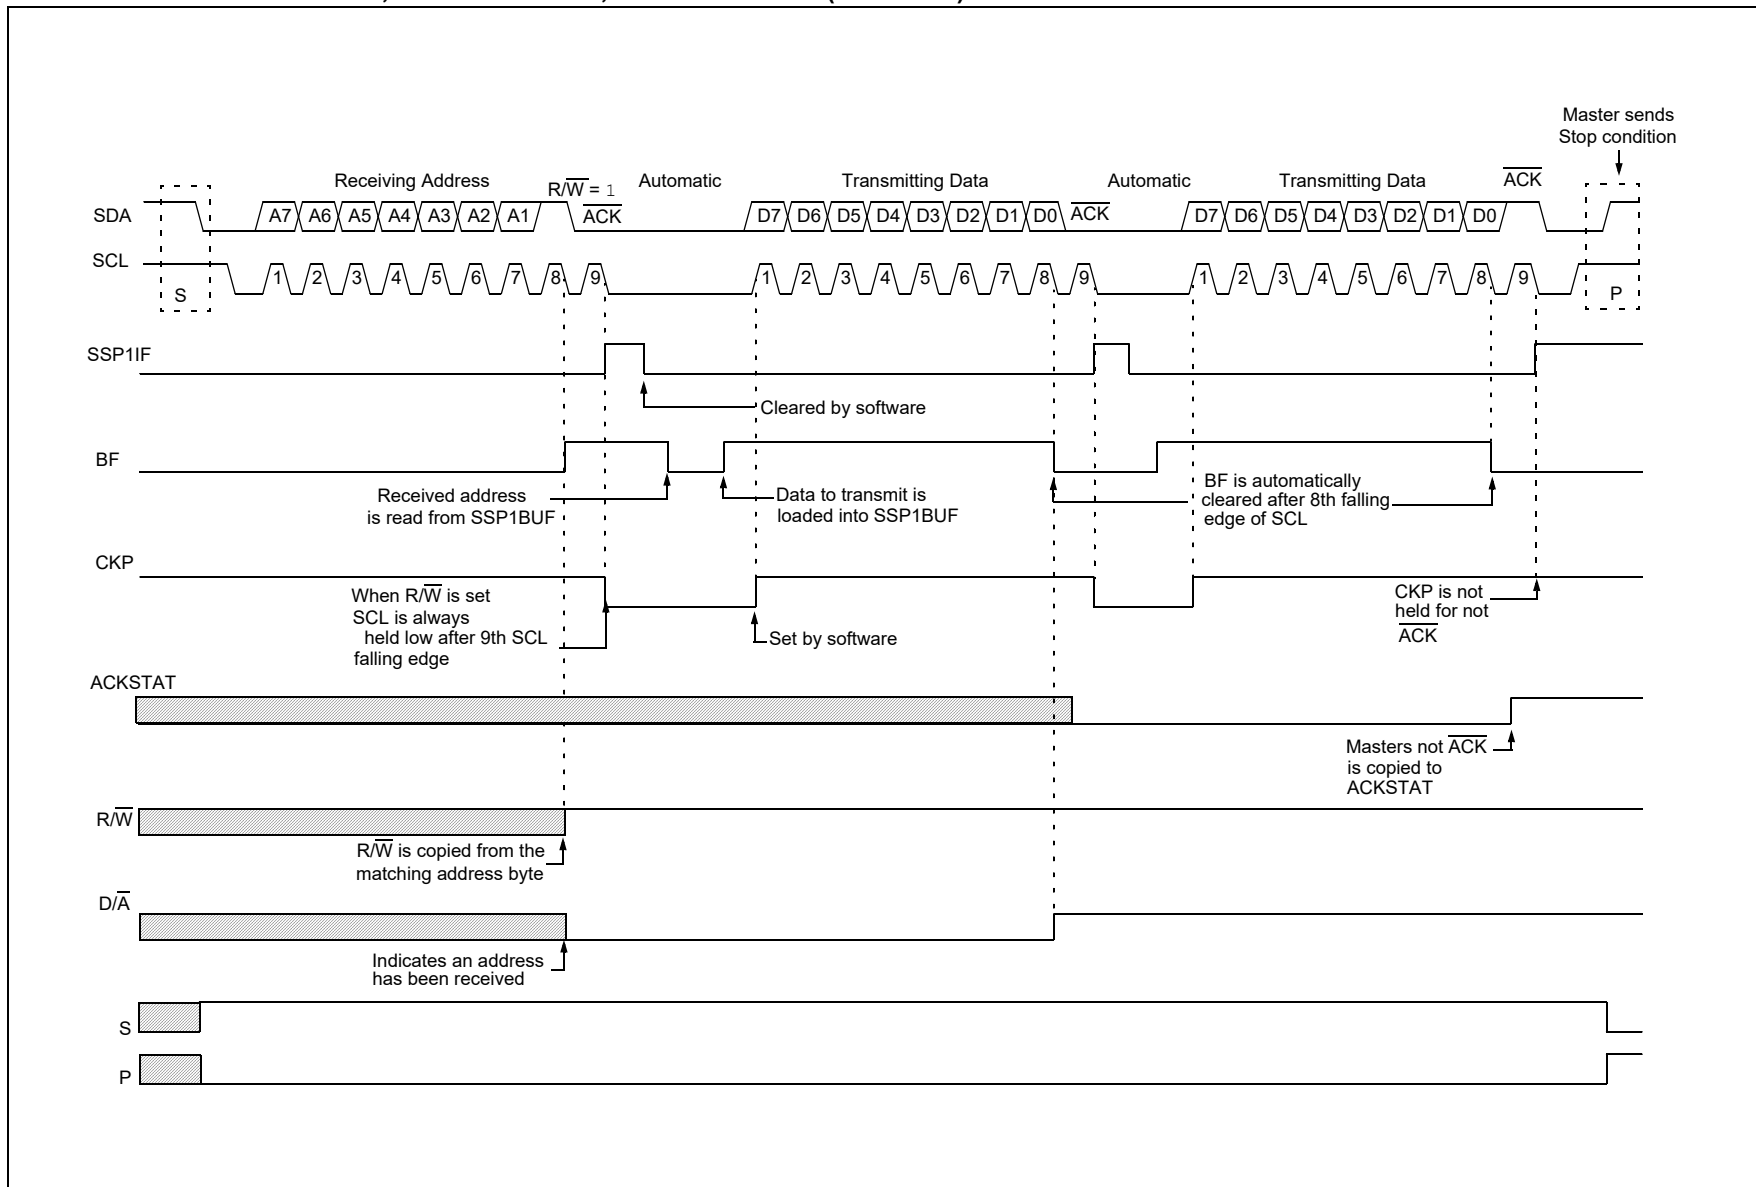 Master sends
Stop condition
Receiving Address
R/W̅ = 1
Automatic
Transmitting Data
Automatic
Transmitting Data
A̅C̅K̅
SDA
A7 A6 A5 A4 A3 A2 A1
A̅C̅K̅
D7 D6 D5 D4 D3 D2 D1 D0
A̅C̅K̅
D7 D6 D5 D4 D3 D2 D1 D0
SCL
1 2 3 4 5 6 7 8 9
1 2 3 4 5 6 7 8 9
1 2 3 4 5 6 7 8 9
S
P
SSP1IF
Cleared by software
BF
Received address
is read from SSP1BUF
Data to transmit is
loaded into SSP1BUF
BF is automatically
cleared after 8th falling
edge of SCL
CKP
When R/W̅ is set
SCL is always
held low after 9th SCL
falling edge
Set by software
CKP is not
held for not
A̅C̅K̅
ACKSTAT
Masters not A̅C̅K̅
is copied to
ACKSTAT
R/W̅
R/W̅ is copied from the
matching address byte
D/A̅
Indicates an address
has been received
S
P